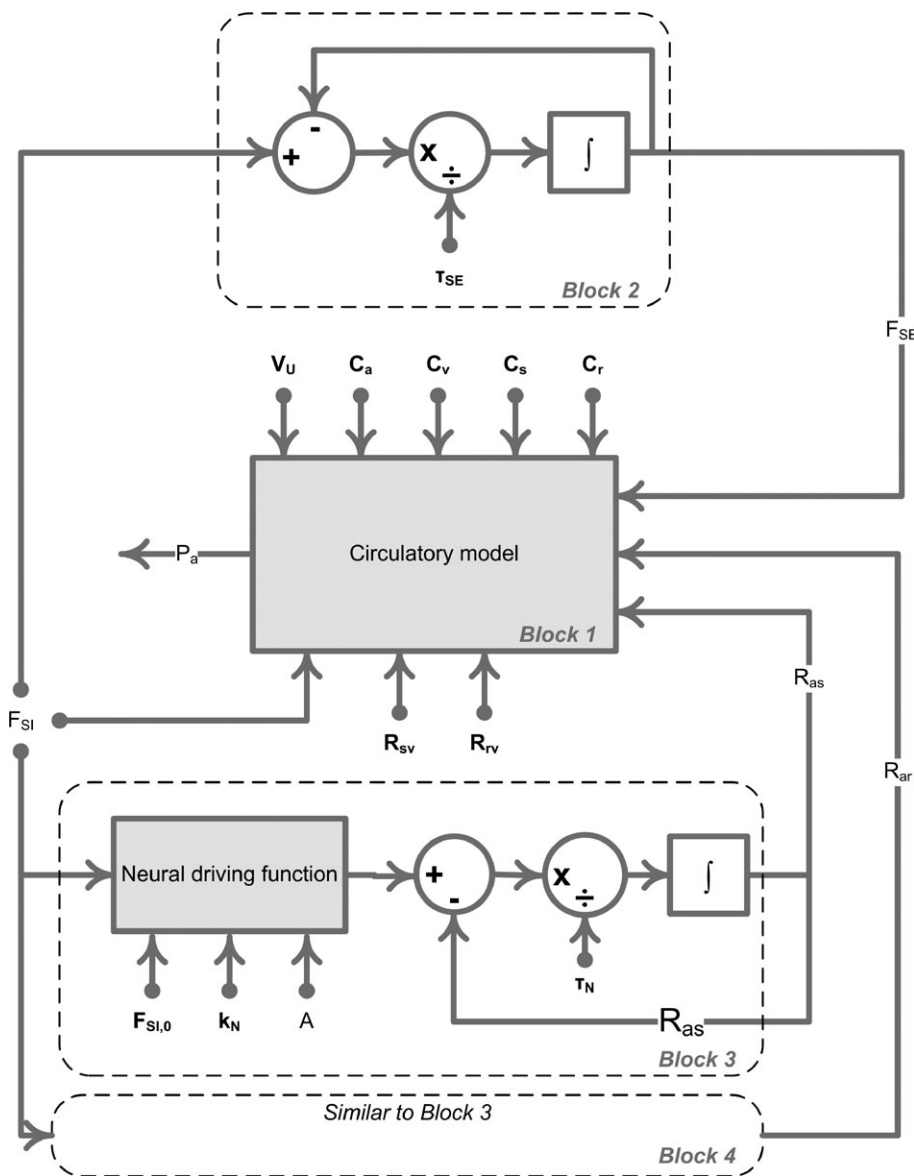 -
+
x
÷
∫
τSE
Block 2
FSE
VU
Ca
Cv
Cs
Cr
Pa
Circulatory model
Block 1
Ras
FSI
Rsv
Rrv
Rar
Neural driving function
+
-
x
÷
∫
τN
FSI,0
kN
A
Ras
Block 3
Similar to Block 3
Block 4